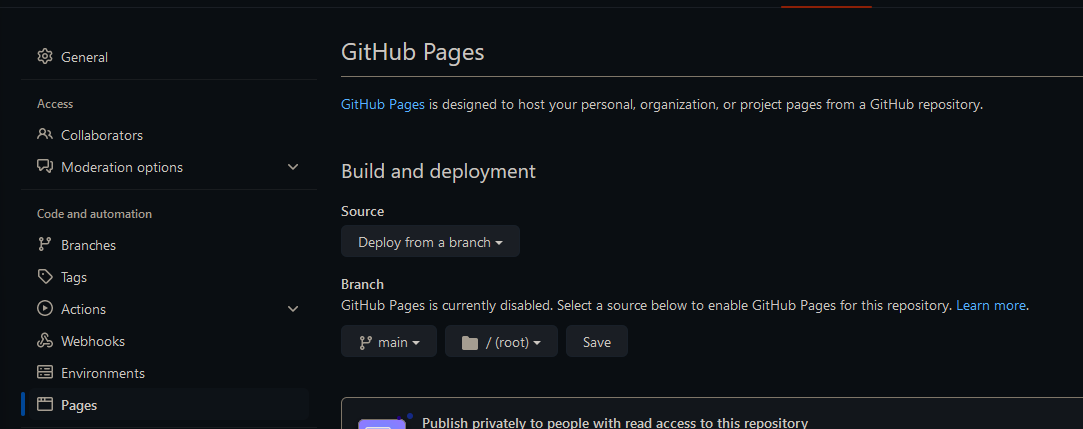 General
Access
Collaborators
Moderation options
Code and automation
Branches
Tags
Actions
Webhooks
Environments
Pages
GitHub Pages
GitHub Pages is designed to host your personal, organization, or project pages from a GitHub repository.
Build and deployment
Source
Deploy from a branch
Branch
GitHub Pages is currently disabled. Select a source below to enable GitHub Pages for this repository. Learn more.
main / (root) Save
Publish privately to people with read access to this repository